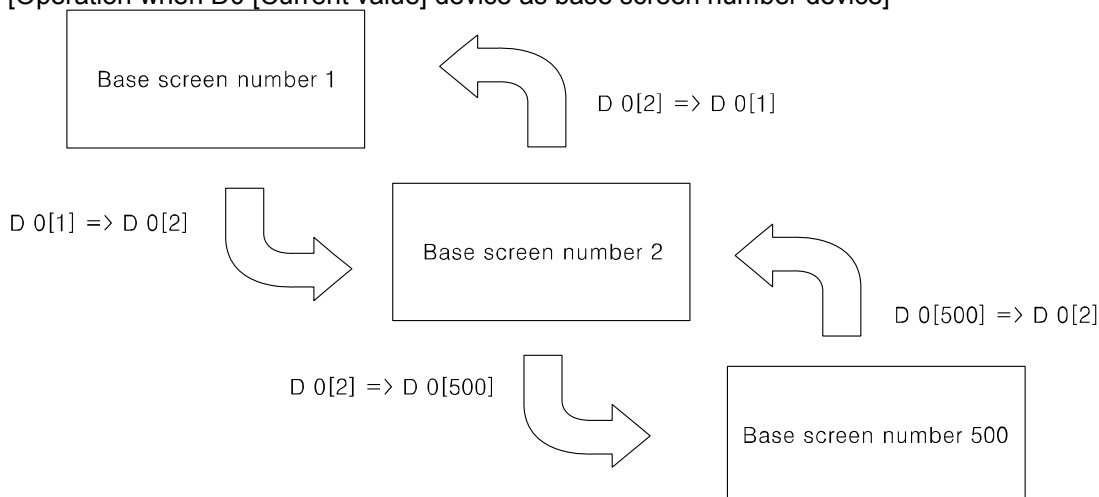 [Operation when D0 [Current value] device as base screen number device]
Base screen number 1
D 0[2] => D 0[1]
D 0[1] => D 0[2]
Base screen number 2
D 0[500] => D 0[2]
D 0[2] => D 0[500]
Base screen number 500